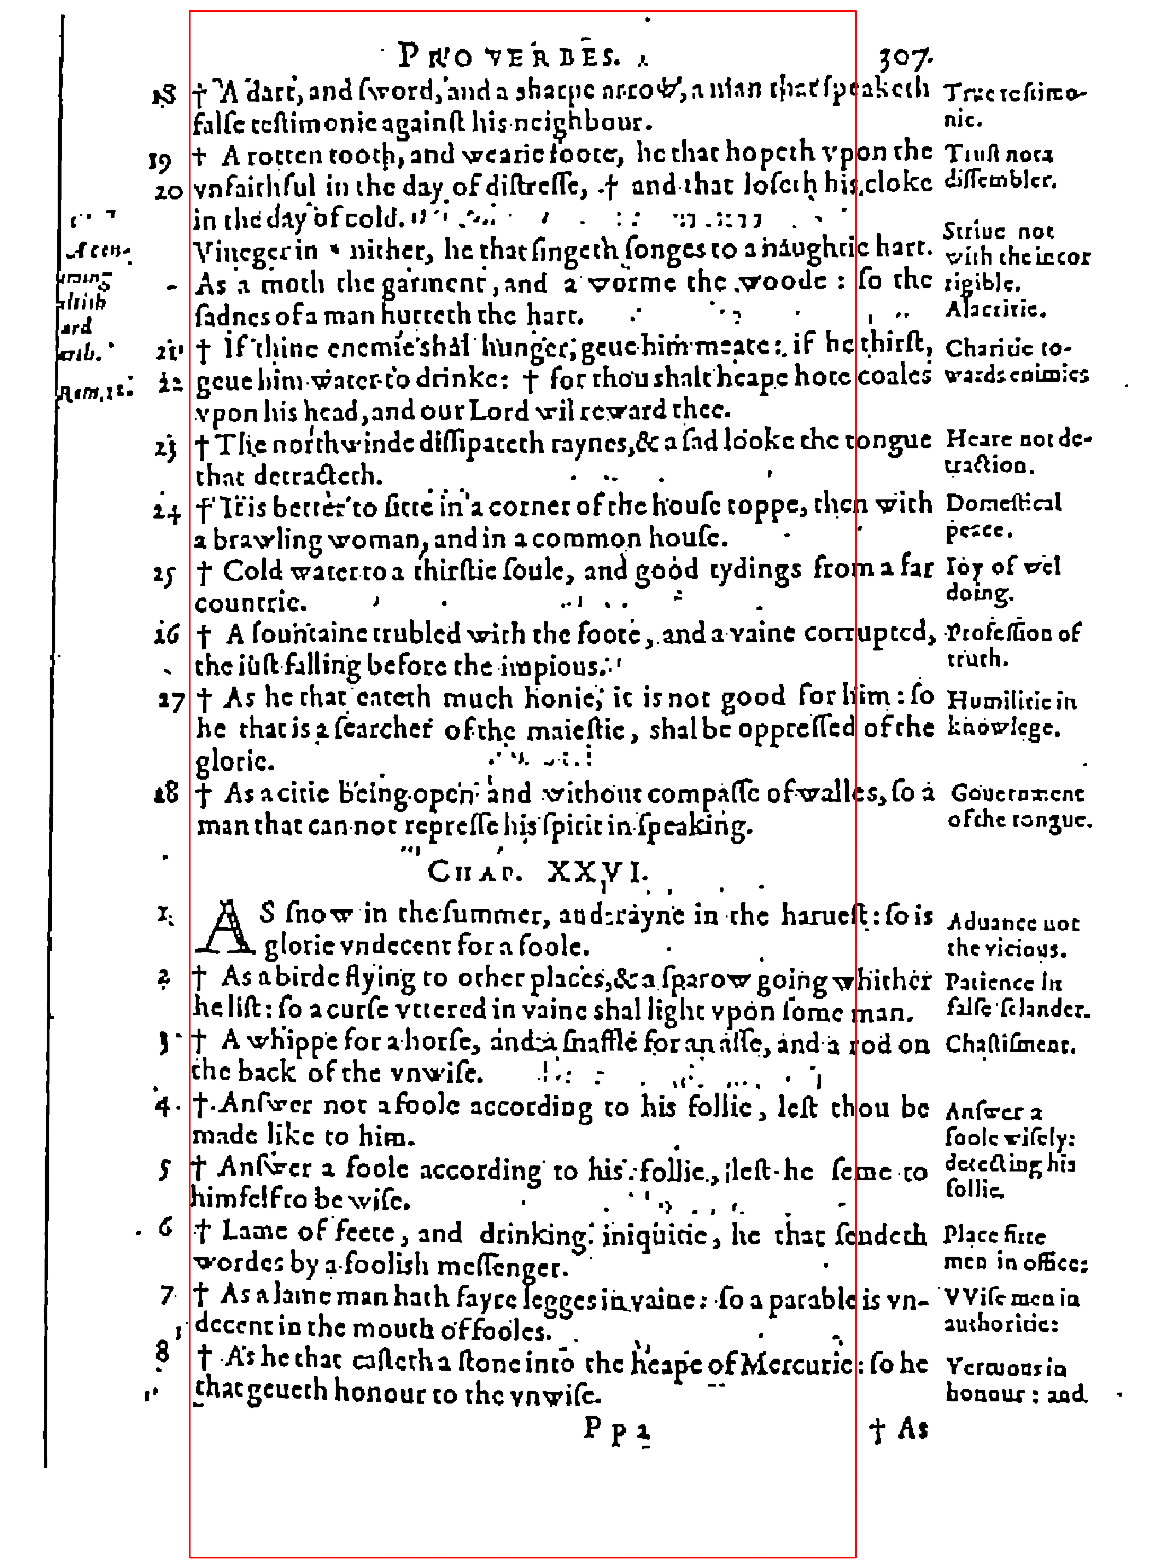 PROVERBES. 307.
18 † A dart, and ſword, and a sharpe arrow, a man that ſpeaketh
falſe teſtimonie againſt his neighbour.
True teſtimo-
nie.
19 † A rotten tooth, and wearie foote, he that hopeth vpon the
20 vnfaithful in the day of diſtreſſe, † and that loſeth his cloke
in the day of cold.
Truſt not a
diſſembler.
Vineger in nither, he that ſingeth ſonges to a naughtie hart.
As a moth the garment, and a worme the woode: ſo the
ſadnes of a man hurteth the hart.
Striue not
with the incor
rigible.
Alacritie.
21 † If thine enemie shal hunger, geue him meate: if he thirſt,
22 geue him water to drinke: † for thou shalt heape hote coales
vpon his head, and our Lord wil reward thee.
Charitie to-
wards enimies
Rom. 12.
23 † The northwinde diſſipateth raynes, & a ſad looke the tongue
that detracteth.
Heare not de-
traction.
24 † It is better to ſitte in a corner of the houſe toppe, then with
a brawling woman, and in a common houſe.
Domeſtical
peace.
25 † Cold water to a thirſtie ſoule, and good tydings from a far
countrie.
Ioy of wel
doing.
26 † A fountaine trubled with the foote, and a vaine corrupted,
the iuſt falling before the impious.
Profeſſion of
truth.
27 † As he that eateth much honie, it is not good for him: ſo
he that is a ſearcher of the maieſtie, shal be oppreſſed of the
glorie.
Humilitie in
knowlege.
28 † As a citie being open and without compaſſe of walles, ſo a
man that can not repreſſe his ſpirit in ſpeaking.
Gouernment
of the tongue.
CHAP. XXVI.
1. AS ſnow in the ſummer, and rayne in the harueſt: ſo is
glorie vndecent for a foole.
Aduance not
the vicious.
2 † As a birde flying to other places, & a ſparow going whither
he liſt: ſo a curſe vttered in vaine shal light vpon ſome man.
Patience in
falſe ſclander.
3 † A whippe for a horſe, and a ſnaffle for an aſſe, and a rod on
the back of the vnwiſe.
Chaſtiſment.
4. † Anſwer not a foole according to his follie, leſt thou be
made like to him.
5 † Anſwer a foole according to his follie, leſt he ſeme to
himſelf to be wiſe.
Anſwer a
foole wiſely:
detecting his
follie.
6 † Lame of feete, and drinking iniquitie, he that ſendeth
wordes by a foolish meſſenger.
Place fitte
men in office:
7 † As a lame man hath fayre legges in vaine: ſo a parable is vn-
decent in the mouth of fooles.
VViſe men in
authoritie:
8 † As he that caſteth a ſtone into the heape of Mercurie: ſo he
that geueth honour to the vnwiſe.
Vertuous in
honour: and
Pp2 † As